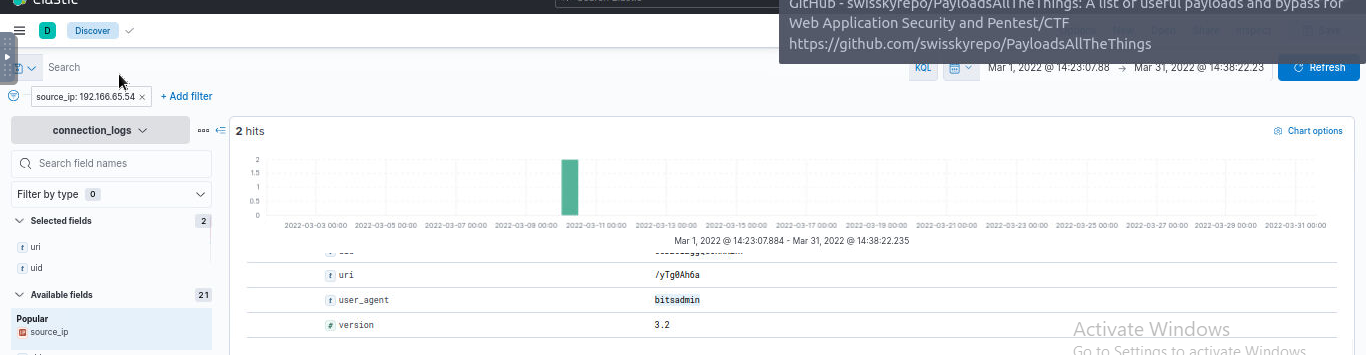 elastic
Search Elastic
GitHub - swisskyrepo/PayloadsAllTheThings: A list of useful payloads and bypass for
Web Application Security and Pentest/CTF
https://github.com/swisskyrepo/PayloadsAllTheThings
D
Discover
Search
KQL
Mar 1, 2022 @ 14:23:07.88 → Mar 31, 2022 @ 14:38:22.23
Refresh
source_ip: 192.166.65.54 ×
+ Add filter
connection_logs
2 hits
Chart options
Search field names
Filter by type 0
Selected fields 2
t uri
t uid
Available fields 21
Popular
source_ip
2
1.5
1
0.5
0
2022-03-03 00:00 2022-03-05 00:00 2022-03-07 00:00 2022-03-09 00:00 2022-03-11 00:00 2022-03-13 00:00 2022-03-15 00:00 2022-03-17 00:00 2022-03-19 00:00 2022-03-21 00:00 2022-03-23 00:00 2022-03-25 00:00 2022-03-27 00:00 2022-03-29 00:00 2022-03-31 00:00
Mar 1, 2022 @ 14:23:07.884 - Mar 31, 2022 @ 14:38:22.235
t uri /yTg0Ah6a
t user_agent bitsadmin
# version 3.2
Activate Windows
Go to Settings to activate Windows.